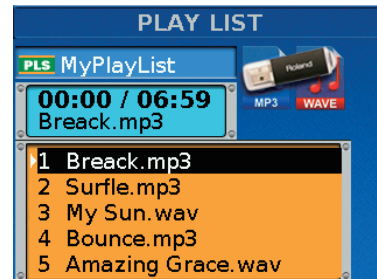 PLAY LIST
PLS MyPlayList
Roland
00:00 / 06:59
Breack.mp3
MP3 WAVE
1 Breack.mp3
2 Surfle.mp3
3 My Sun.wav
4 Bounce.mp3
5 Amazing Grace.wav